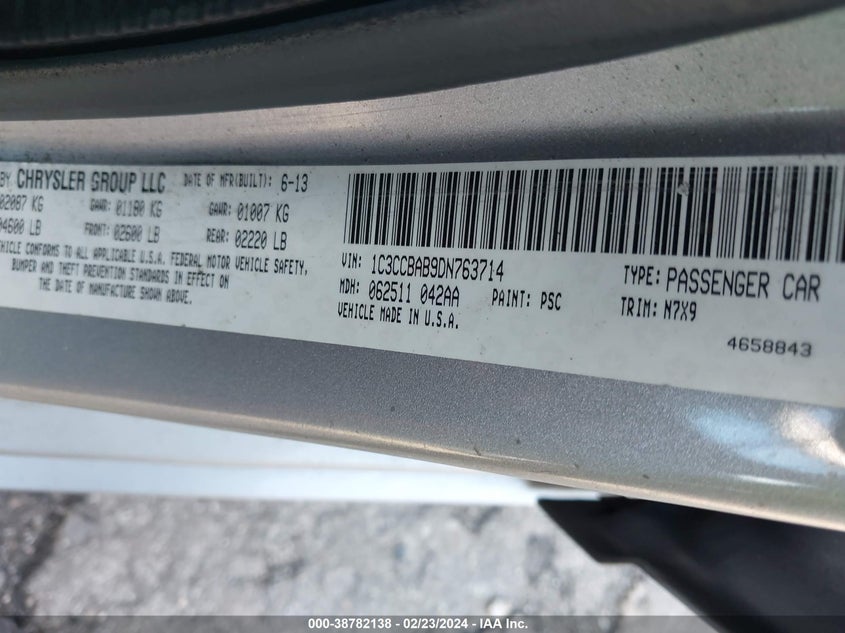 BY CHRYSLER GROUP LLC DATE OF MFR(BUILT): 6-13
02087 KG GAWR: 01180 KG GAWR: 01007 KG
04600 LB FRONT: 02600 LB REAR: 02220 LB
VEHICLE CONFORMS TO ALL APPLICABLE U.S.A. FEDERAL MOTOR VEHICLE SAFETY,
BUMPER AND THEFT PREVENTION STANDARDS IN EFFECT ON
THE DATE OF MANUFACTURE SHOWN ABOVE.
VIN: 1C3CCBAB9DN763714 TYPE: PASSENGER CAR
MDH: 062511 042AA PAINT: PSC TRIM: N7X9
VEHICLE MADE IN U.S.A.
4658843
000-38782138 - 02/23/2024 - IAA Inc.